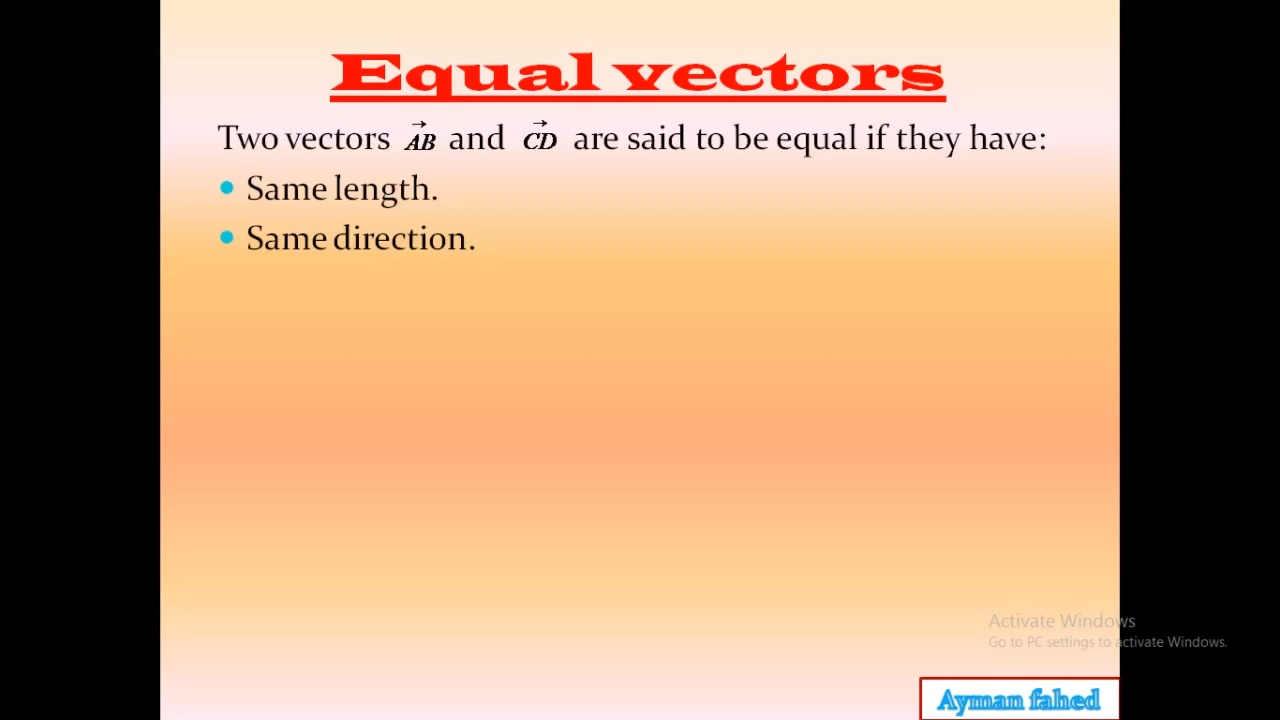 Equal vectors
Two vectors AB and CD are said to be equal if they have:
• Same length.
• Same direction.
Activate Windows
Go to PC settings to activate Windows.
Ayman fahed